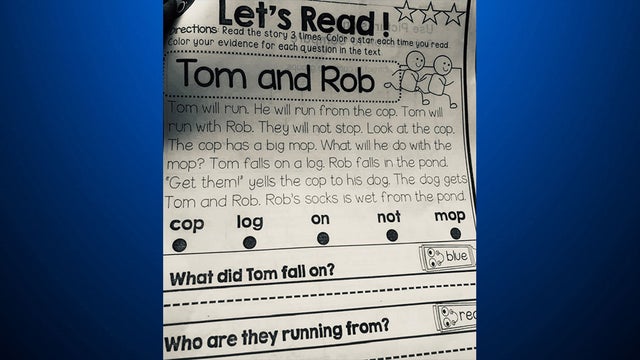 Let's Read!
Directions: Read the story 3 times. Color a star each time you read.
Color your evidence for each question in the text.
Tom and Rob
Tom will run. He will run from the cop. Tom will
run with Rob. They will not stop. Look at the cop.
The cop has a big mop. What will he do with the
mop? Tom falls on a log. Rob falls in the pond.
"Get them!" yells the cop to his dog. The dog gets
Tom and Rob. Rob's socks is wet from the pond.
cop log on not mop
What did Tom fall on? blue
Who are they running from?